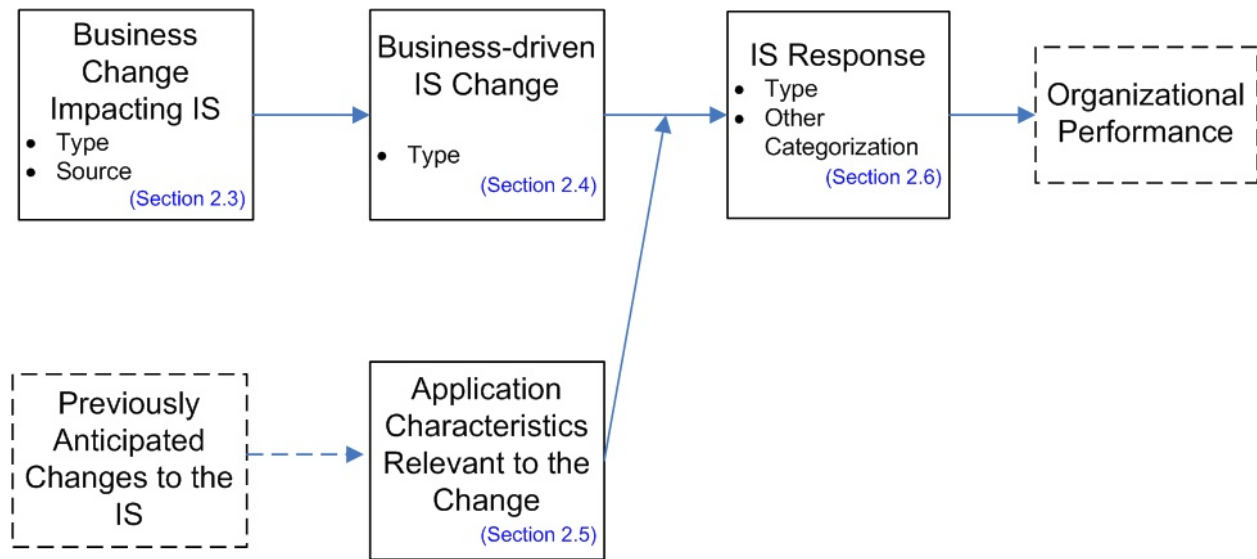 Business
Change
Impacting IS
• Type
• Source
(Section 2.3)
Business-driven
IS Change
• Type
(Section 2.4)
IS Response
• Type
• Other
Categorization
(Section 2.6)
Organizational
Performance
Previously
Anticipated
Changes to the
IS
Application
Characteristics
Relevant to the
Change
(Section 2.5)